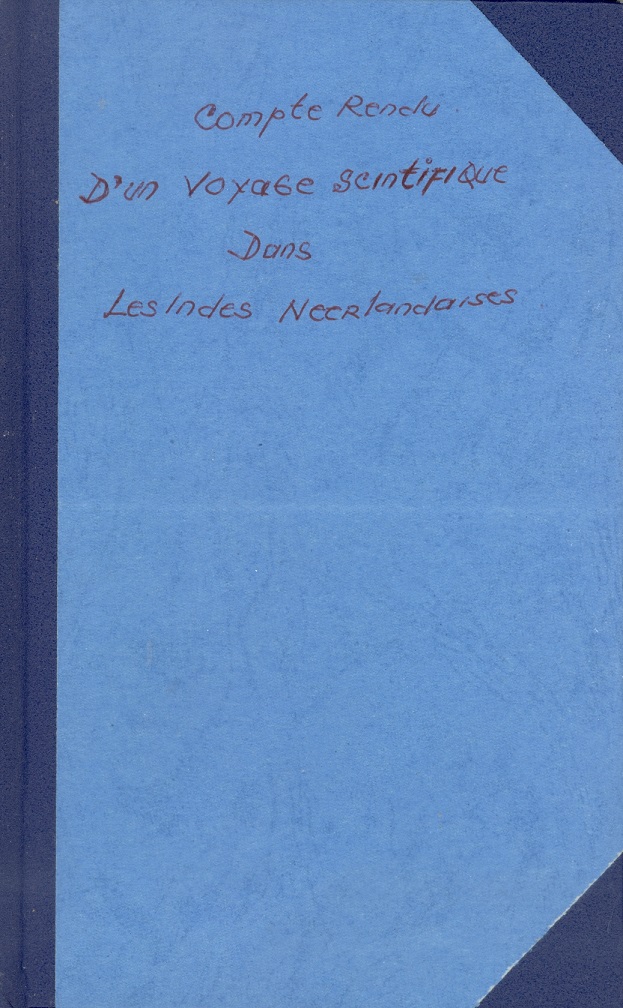 Compte Rendu
D'un Voyage scintifique
Dans
Les Indes Neerlandaises